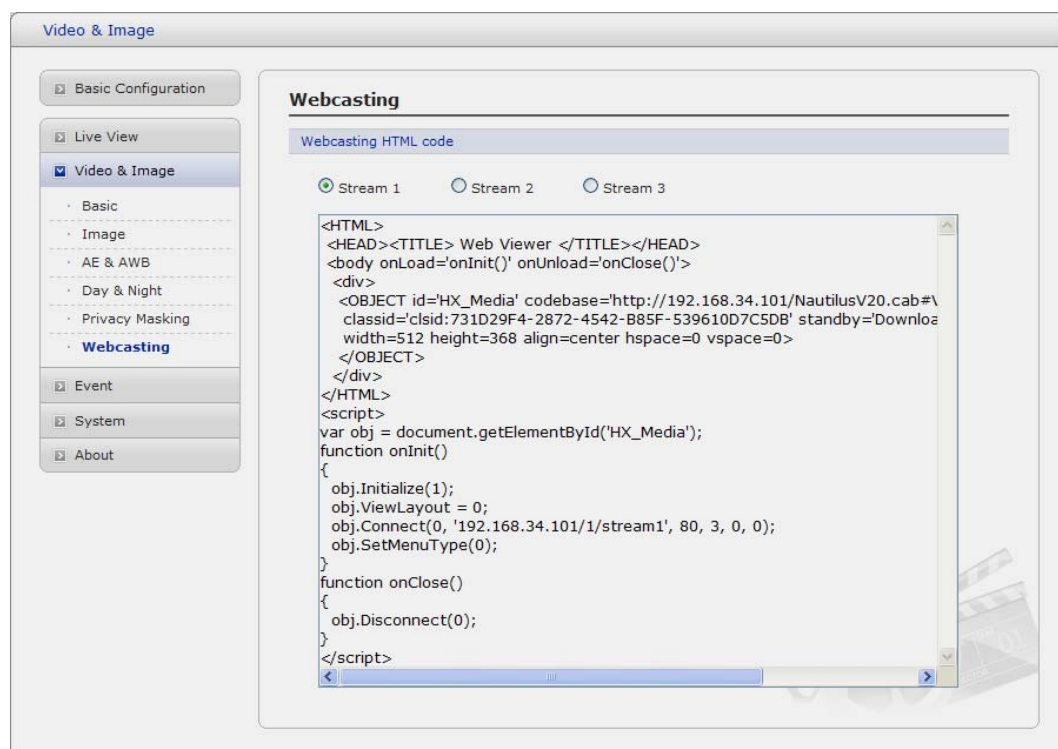 Video & Image
Basic Configuration
Live View
Video & Image
Basic
Image
AE & AWB
Day & Night
Privacy Masking
Webcasting
Event
System
About
Webcasting
Webcasting HTML code
Stream 1 Stream 2 Stream 3
<HTML>
<HEAD><TITLE> Web Viewer </TITLE></HEAD>
<body onLoad='onInit()' onUnload='onClose()'>
<div>
<OBJECT id='HX_Media' codebase='http://192.168.34.101/NautilusV20.cab#
classid='clsid:731D29F4-2872-4542-B85F-539610D7C5DB' standby='Downloa
width=512 height=368 align=center hspace=0 vspace=0>
</OBJECT>
</div>
</HTML>
<script>
var obj = document.getElementById('HX_Media');
function onInit()
{
obj.Initialize(1);
obj.ViewLayout = 0;
obj.Connect(0, '192.168.34.101/1/stream1', 80, 3, 0, 0);
obj.SetMenuType(0);
}
function onClose()
{
obj.Disconnect(0);
}
</script>